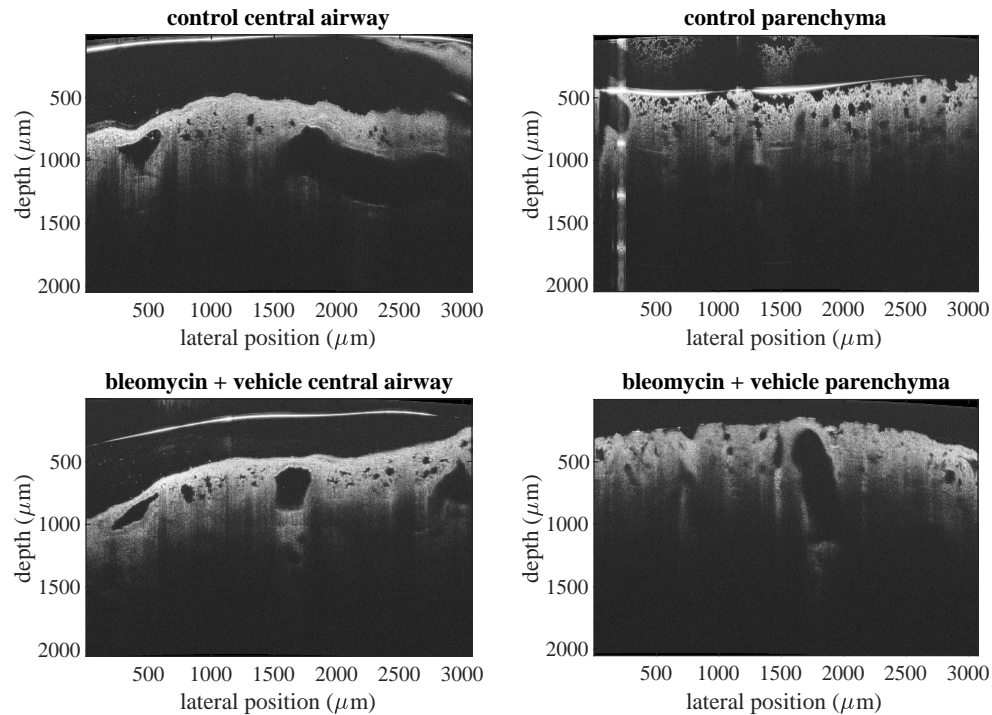 control central airway
control parenchyma
500
1000
1500
2000
depth (μm)
500 1000 1500 2000 2500 3000
lateral position (μm)
500
1000
1500
2000
depth (μm)
500 1000 1500 2000 2500 3000
lateral position (μm)
bleomycin + vehicle central airway
bleomycin + vehicle parenchyma
500
1000
1500
2000
depth (μm)
500 1000 1500 2000 2500 3000
lateral position (μm)
500
1000
1500
2000
depth (μm)
500 1000 1500 2000 2500 3000
lateral position (μm)